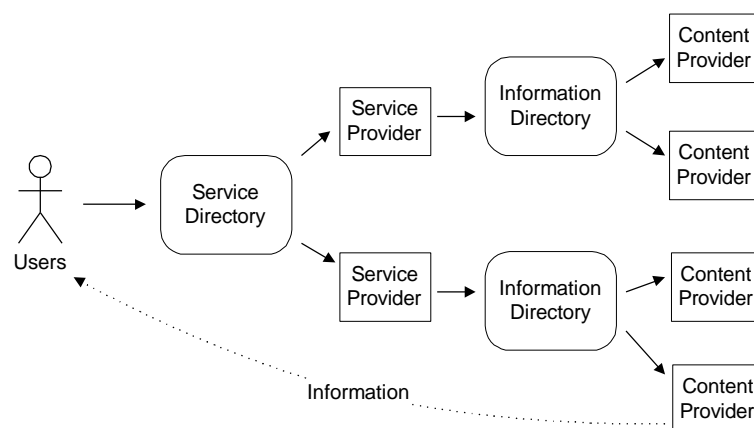 Content
Provider
Service
Provider
Information
Directory
Content
Provider
Service
Directory
Users
Service
Provider
Information
Directory
Content
Provider
Information
Content
Provider